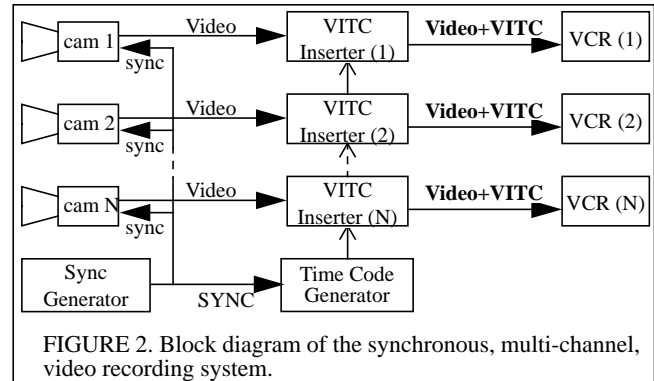 cam 1
Video
VITC
Inserter (1)
Video+VITC
VCR (1)
sync
cam 2
Video
VITC
Inserter (2)
Video+VITC
VCR (2)
sync
cam N
Video
VITC
Inserter (N)
Video+VITC
VCR (N)
sync
Sync
Generator
SYNC
Time Code
Generator
FIGURE 2. Block diagram of the synchronous, multi-channel,
video recording system.